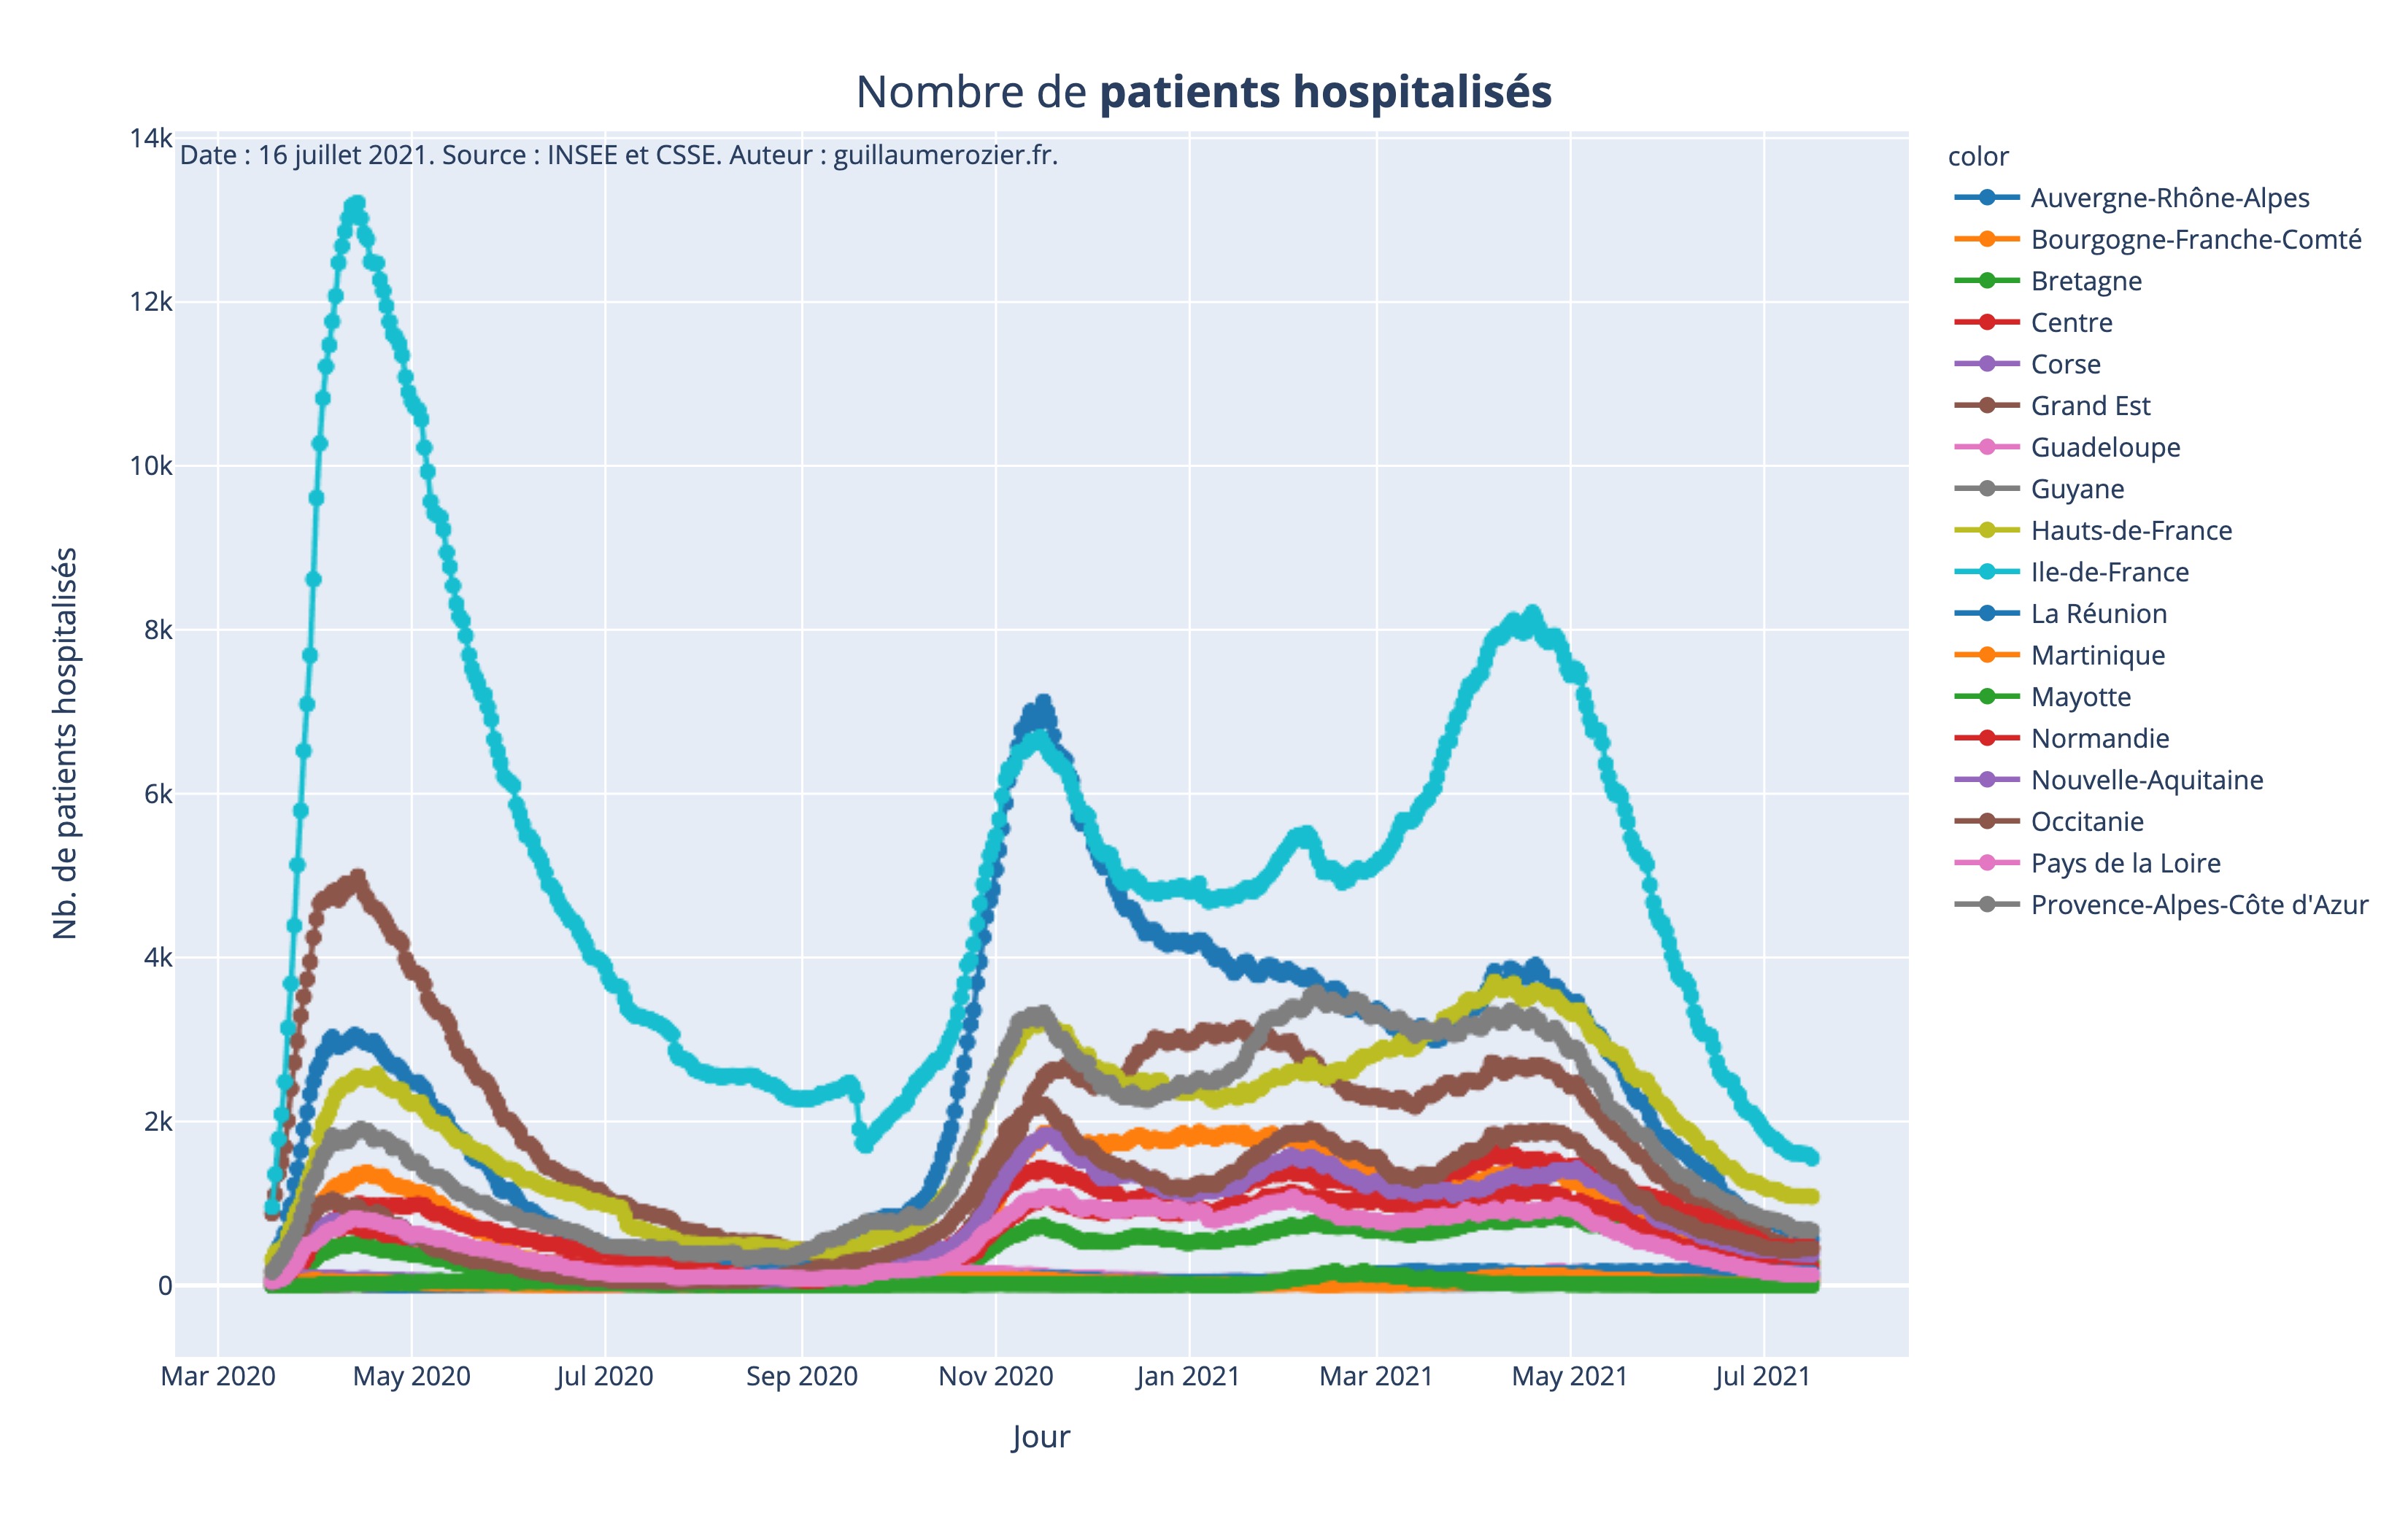 Nombre de patients hospitalisés
Date : 16 juillet 2021. Source : INSEE et CSSE. Auteur : guillaumerozier.fr.
14k
12k
10k
8k
6k
4k
2k
0
Nb. de patients hospitalisés
Mar 2020
May 2020
Jul 2020
Sep 2020
Nov 2020
Jan 2021
Mar 2021
May 2021
Jul 2021
Jour
color
Auvergne-Rhône-Alpes
Bourgogne-Franche-Comté
Bretagne
Centre
Corse
Grand Est
Guadeloupe
Guyane
Hauts-de-France
Ile-de-France
La Réunion
Martinique
Mayotte
Normandie
Nouvelle-Aquitaine
Occitanie
Pays de la Loire
Provence-Alpes-Côte d'Azur